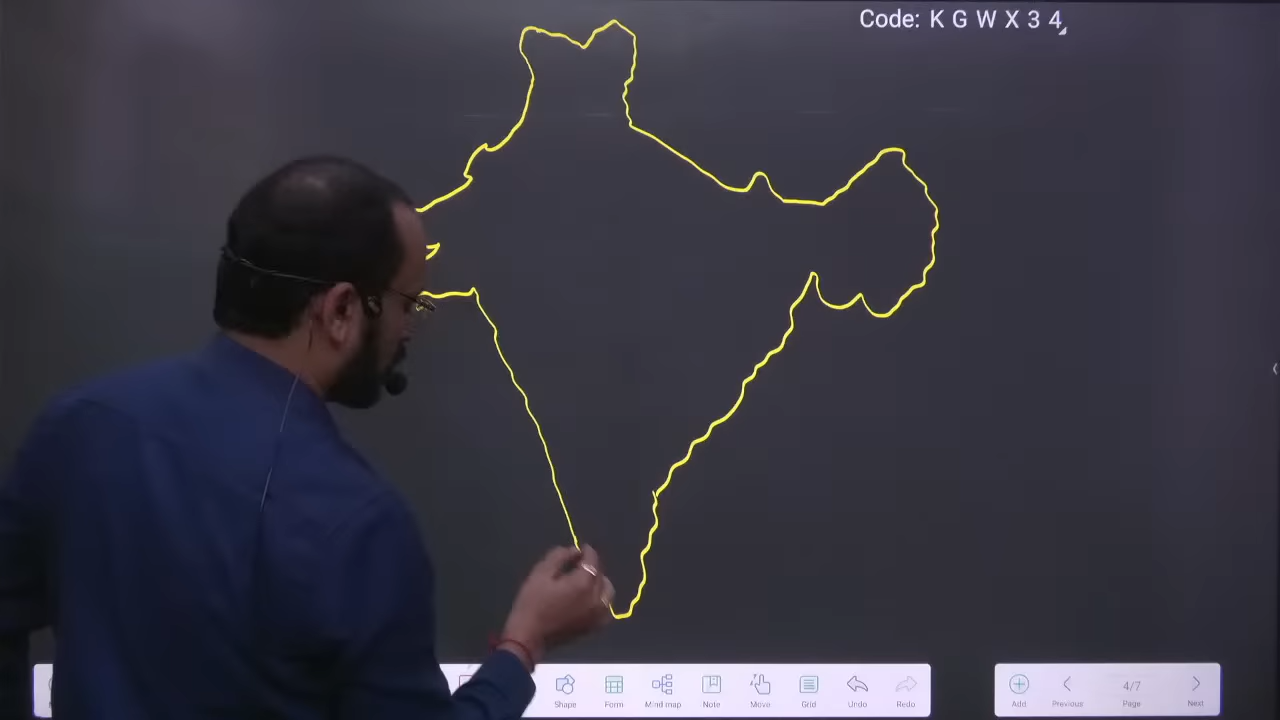 Code: K G W X 3 4
Shape
Form
Mind map
Note
Move
Grid
Undo
Redo
Add
Previous
4/7
Page
Next